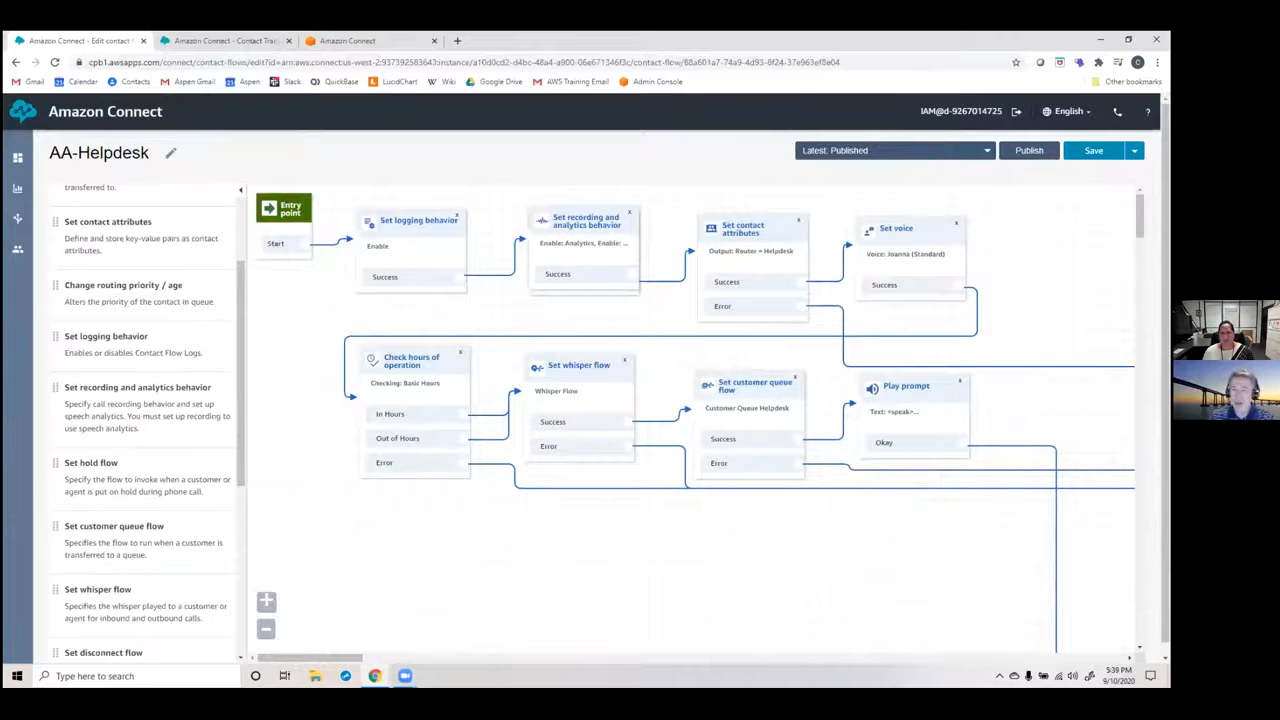 Amazon Connect - Edit contact
Amazon Connect - Contact Trac
Amazon Connect
cpb1.awsapps.com/connect/contact-flows/edit?id=arn:aws:connect:us-west-2:937392583643:instance/a10d0cd2-d4bc-48a4-a900-06e671346f3c/contact-flow/88a601a7-74a9-4d93-8f24-37e963ef8e04
Gmail
Calendar
Contacts
Aspen Gmail
Aspen
Slack
QuickBase
LucidChart
Wiki
Google Drive
AWS Training Email
Admin Console
Other bookmarks
Amazon Connect
IAM@d-9267014725
English
?
AA-Helpdesk
Latest: Published
Publish
Save
transferred to.
Set contact attributes
Define and store key-value pairs as contact
attributes.
Change routing priority / age
Alters the priority of the contact in queue.
Set logging behavior
Enables or disables Contact Flow Logs.
Set recording and analytics behavior
Specify call recording behavior and set up
speech analytics. You must set up recording to
use speech analytics.
Set hold flow
Specify the flow to invoke when a customer or
agent is put on hold during phone call.
Set customer queue flow
Specifies the flow to run when a customer is
transferred to a queue.
Set whisper flow
Specifies the whisper played to a customer or
agent for inbound and outbound calls.
Set disconnect flow
Entry
point
Start
Set logging behavior
Enable
Success
Set recording and
analytics behavior
Enable: Analytics, Enable: ...
Success
Set contact
attributes
Output: Router = Helpdesk
Success
Error
Set voice
Voice: Joanna (Standard)
Success
Check hours of
operation
Checking: Basic Hours
In Hours
Out of Hours
Error
Set whisper flow
Whisper Flow
Success
Error
Set customer queue
flow
Customer Queue Helpdesk
Success
Error
Play prompt
Text: <speak>...
Okay
Type here to search
5:39 PM
9/10/2020